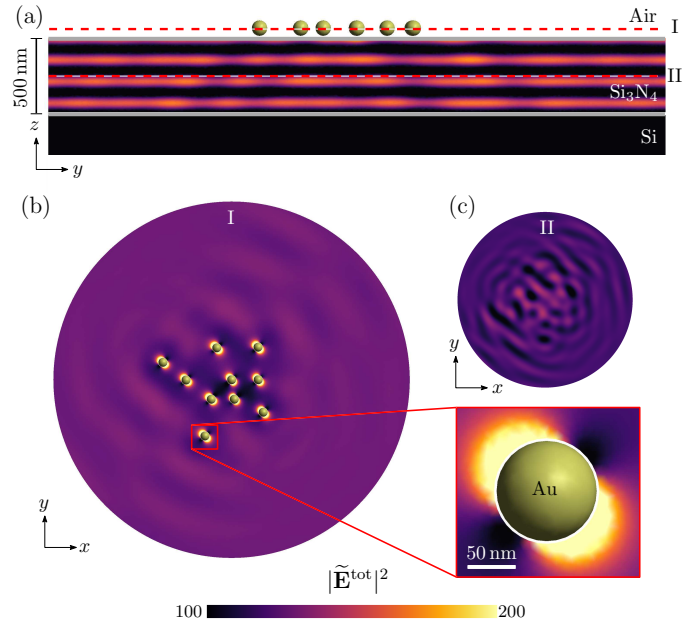 (a)
Air
I
500 nm
II
Si₃N₄
z
Si
y
(b)
(c)
I
II
y
x
Au
y
x
50 nm
|Ẽᵗᵒᵗ|²
100
200